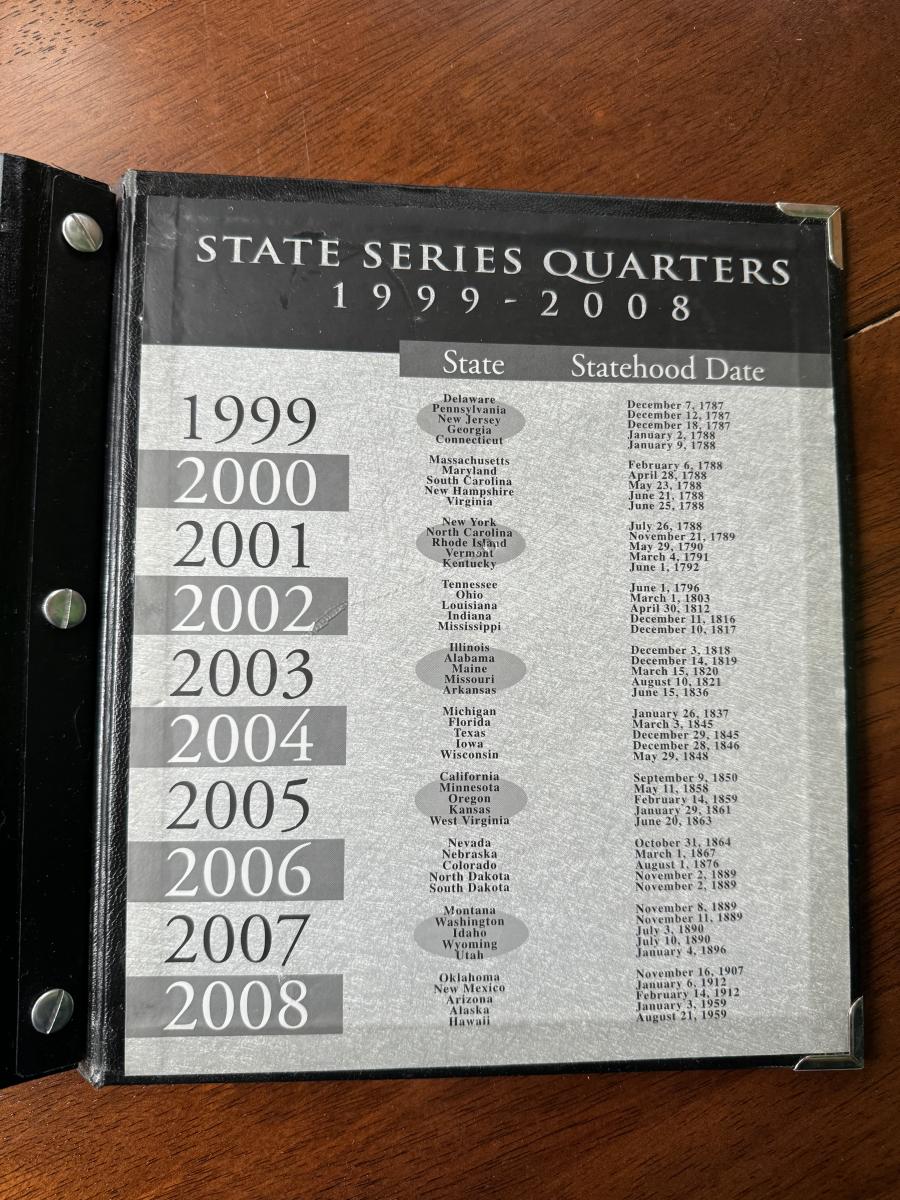 STATE SERIES QUARTERS
1999-2008
State Statehood Date
1999
Delaware December 7, 1787
Pennsylvania December 12, 1787
New Jersey December 18, 1787
Georgia January 2, 1788
Connecticut January 9, 1788
2000
Massachusetts February 6, 1788
Maryland April 28, 1788
South Carolina May 23, 1788
New Hampshire June 21, 1788
Virginia June 25, 1788
2001
New York July 26, 1788
North Carolina November 21, 1789
Rhode Island May 29, 1790
Vermont March 4, 1791
Kentucky June 1, 1792
2002
Tennessee June 1, 1796
Ohio March 1, 1803
Louisiana April 30, 1812
Indiana December 11, 1816
Mississippi December 10, 1817
2003
Illinois December 3, 1818
Alabama December 14, 1819
Maine March 15, 1820
Missouri August 10, 1821
Arkansas June 15, 1836
2004
Michigan January 26, 1837
Florida March 3, 1845
Texas December 29, 1845
Iowa December 28, 1846
Wisconsin May 29, 1848
2005
California September 9, 1850
Minnesota May 11, 1858
Oregon February 14, 1859
Kansas January 29, 1861
West Virginia June 20, 1863
2006
Nevada October 31, 1864
Nebraska March 1, 1867
Colorado August 1, 1876
North Dakota November 2, 1889
South Dakota November 2, 1889
2007
Montana November 8, 1889
Washington November 11, 1889
Idaho July 3, 1890
Wyoming July 10, 1890
Utah January 4, 1896
2008
Oklahoma November 16, 1907
New Mexico January 6, 1912
Arizona February 14, 1912
Alaska January 3, 1959
Hawaii August 21, 1959